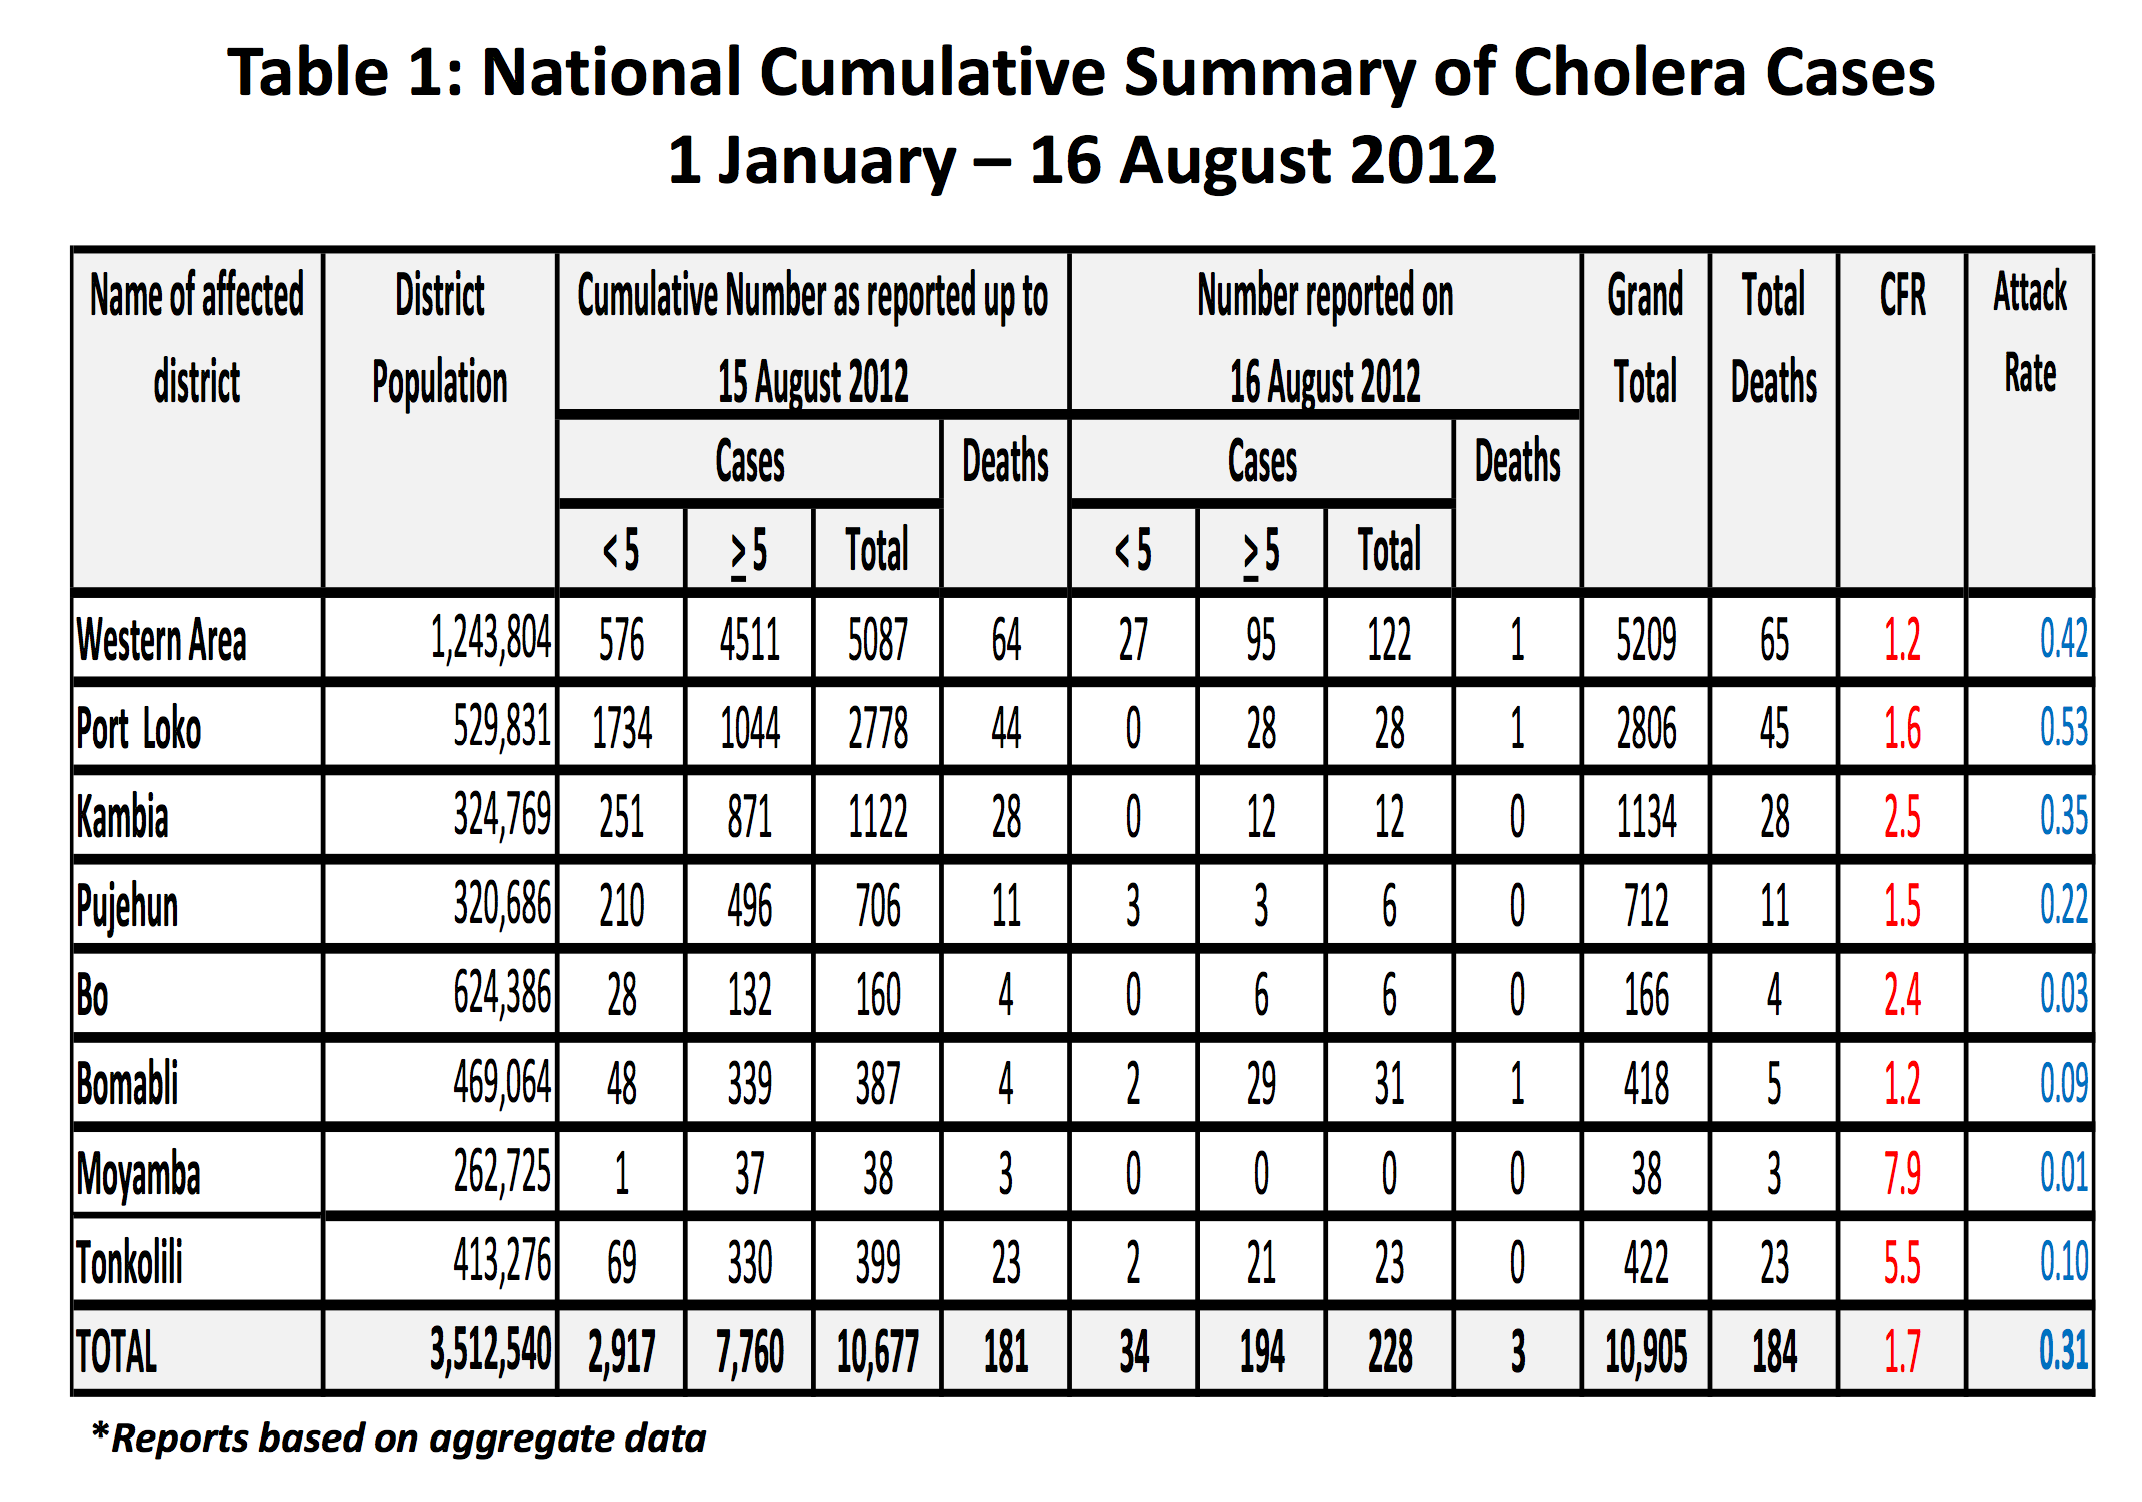 Table 1: National Cumulative Summary of Cholera Cases
1 January – 16 August 2012
Name of affected district District Population Cumulative Number as reported up to 15 August 2012 Number reported on 16 August 2012 Grand Total Total Deaths CFR Attack Rate
Cases Deaths Cases Deaths
< 5 ≥ 5 Total < 5 ≥ 5 Total
Western Area 1,243,804 576 4511 5087 64 27 95 122 1 5209 65 1.2 0.42
Port Loko 529,831 1734 1044 2778 44 0 28 28 1 2806 45 1.6 0.53
Kambia 324,769 251 871 1122 28 0 12 12 0 1134 28 2.5 0.35
Pujehun 320,686 210 496 706 11 3 3 6 0 712 11 1.5 0.22
Bo 624,386 28 132 160 4 0 6 6 0 166 4 2.4 0.03
Bomabli 469,064 48 339 387 4 2 29 31 1 418 5 1.2 0.09
Moyamba 262,725 1 37 38 3 0 0 0 0 38 3 7.9 0.01
Tonkolili 413,276 69 330 399 23 2 21 23 0 422 23 5.5 0.10
TOTAL 3,512,540 2,917 7,760 10,677 181 34 194 228 3 10,905 184 1.7 0.31
*Reports based on aggregate data